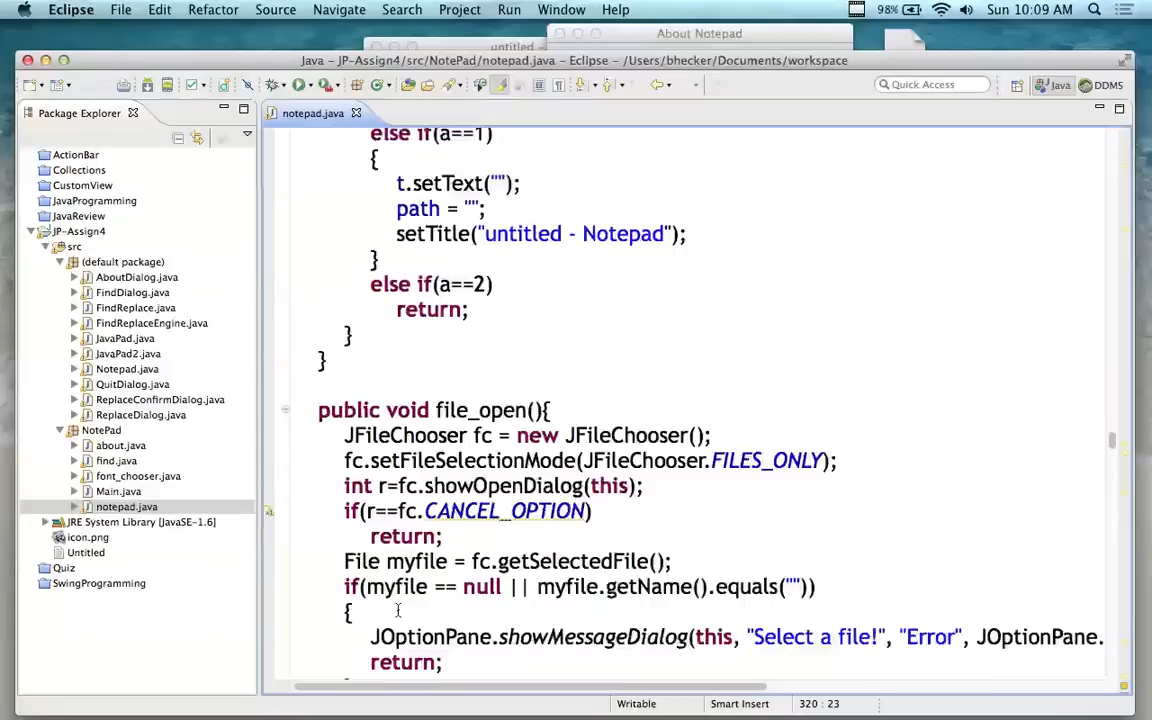 Eclipse File Edit Refactor Source Navigate Search Project Run Window Help 98% Sun 10:09 AM
About Notepad
untitled -
Java - JP-Assign4/src/NotePad/notepad.java - Eclipse - /Users/bhecker/Documents/workspace
Quick Access Java DDMS
Package Explorer
notepad.java
ActionBar
Collections
CustomView
JavaProgramming
JavaReview
JP-Assign4
src
(default package)
AboutDialog.java
FindDialog.java
FindReplace.java
FindReplaceEngine.java
JavaPad.java
JavaPad2.java
Notepad.java
QuitDialog.java
ReplaceConfirmDialog.java
ReplaceDialog.java
NotePad
about.java
find.java
font_chooser.java
Main.java
notepad.java
JRE System Library [JavaSE-1.6]
icon.png
Untitled
Quiz
SwingProgramming
else if(a==1)
{
t.setText("");
path = "";
setTitle("untitled - Notepad");
}
else if(a==2)
return;
}
}
public void file_open(){
JFileChooser fc = new JFileChooser();
fc.setFileSelectionMode(JFileChooser.FILES_ONLY);
int r=fc.showOpenDialog(this);
if(r==fc.CANCEL_OPTION)
return;
File myfile = fc.getSelectedFile();
if(myfile == null || myfile.getName().equals(""))
{
JOptionPane.showMessageDialog(this, "Select a file!", "Error", JOptionPane.
return;
Writable Smart Insert 320 : 23